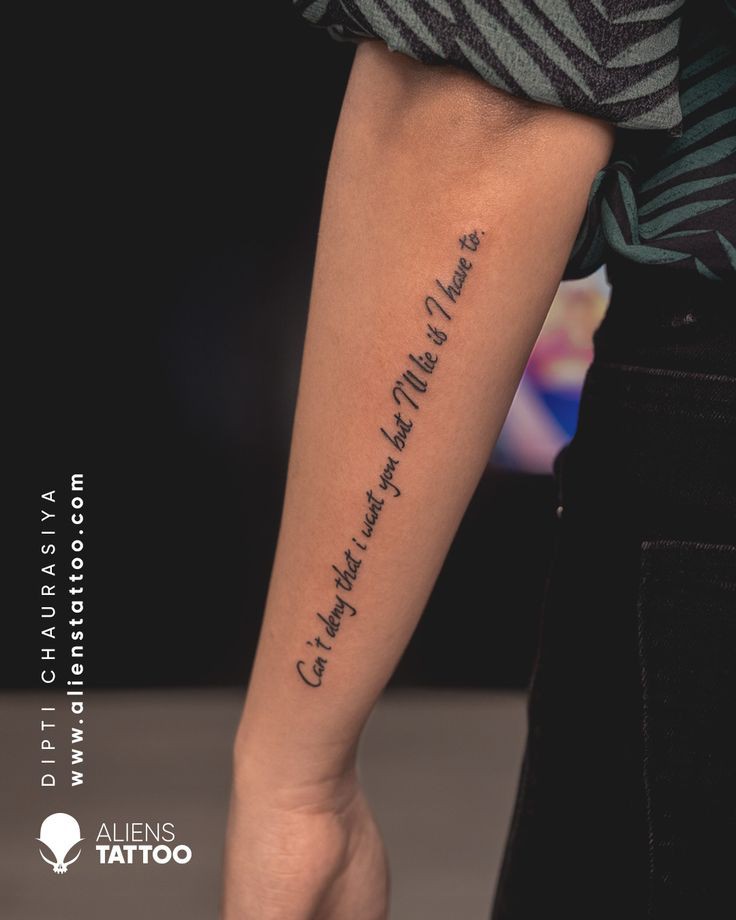 Can't deny that i want you but I'll lie if I have to.
DIPTI CHAURASIYA
www.alienstattoo.com
ALIENS
TATTOO